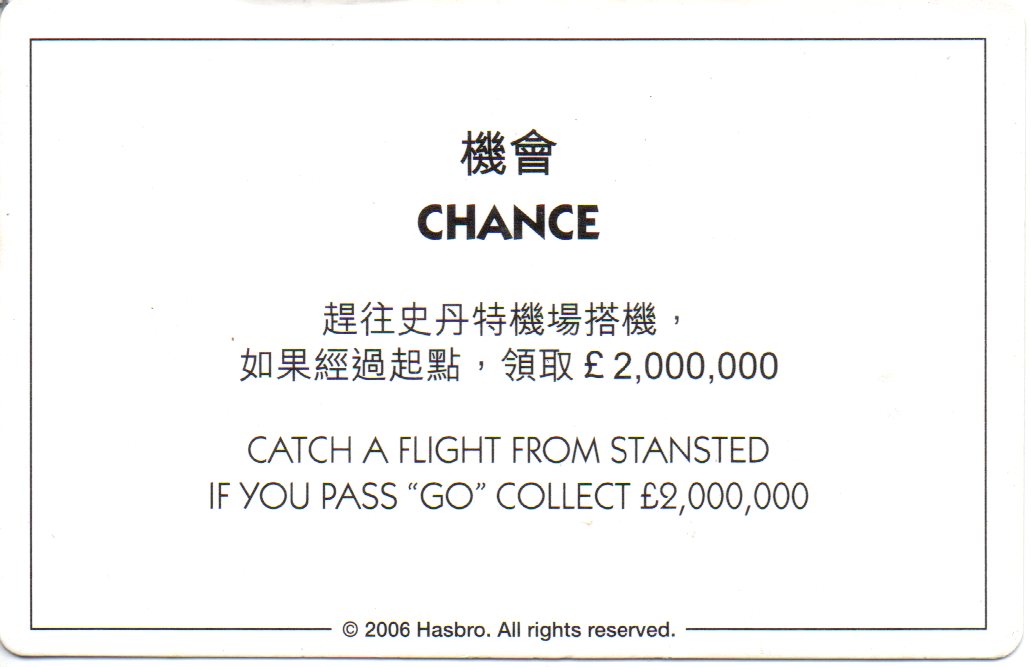 機會
CHANCE
趕往史丹特機場搭機，
如果經過起點，領取 £2,000,000
CATCH A FLIGHT FROM STANSTED
IF YOU PASS “GO” COLLECT £2,000,000
© 2006 Hasbro. All rights reserved.